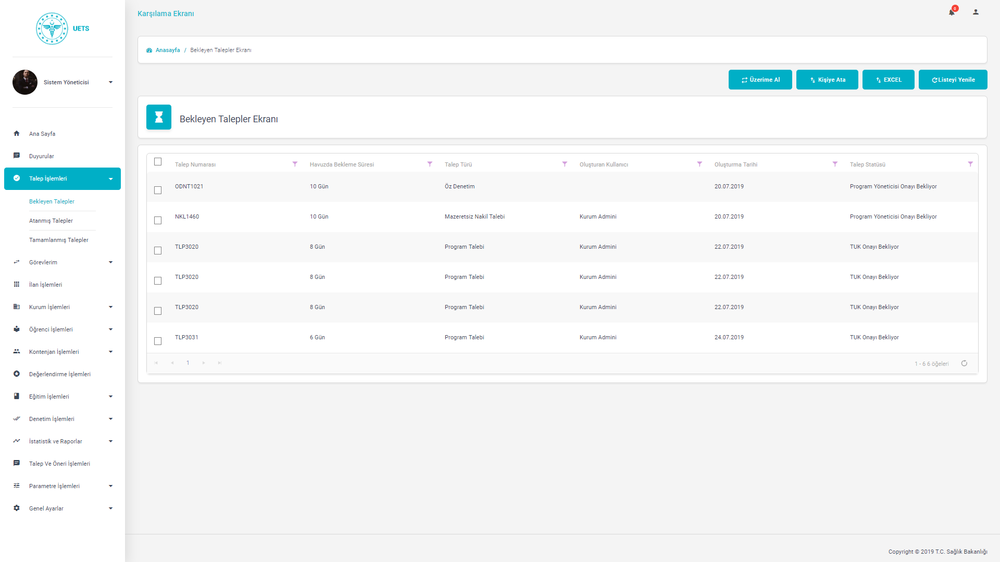 UETS
Sistem Yöneticisi
Ana Sayfa
Duyurular
Talep İşlemleri
Bekleyen Talepler
Atanmış Talepler
Tamamlanmış Talepler
Görevlerim
İlan İşlemleri
Kurum İşlemleri
Öğrenci İşlemleri
Kontenjan İşlemleri
Değerlendirme İşlemleri
Eğitim İşlemleri
Denetim İşlemleri
İstatistik ve Raporlar
Talep Ve Öneri İşlemleri
Parametre İşlemleri
Genel Ayarlar
Karşılama Ekranı
0
Anasayfa / Bekleyen Talepler Ekranı
Üzerime Al Kişiye Ata EXCEL Listeyi Yenile
Bekleyen Talepler Ekranı
Talep Numarası Havuzda Bekleme Süresi Talep Türü Oluşturan Kullanıcı Oluşturma Tarihi Talep Statüsü
ODNT1021 10 Gün Öz Denetim 20.07.2019 Program Yöneticisi Onayı Bekliyor
NKL1460 10 Gün Mazeretsiz Nakil Talebi Kurum Admini 20.07.2019 Program Yöneticisi Onayı Bekliyor
TLP3020 8 Gün Program Talebi Kurum Admini 22.07.2019 TUK Onayı Bekliyor
TLP3020 8 Gün Program Talebi Kurum Admini 22.07.2019 TUK Onayı Bekliyor
TLP3020 8 Gün Program Talebi Kurum Admini 22.07.2019 TUK Onayı Bekliyor
TLP3031 6 Gün Program Talebi Kurum Admini 24.07.2019 TUK Onayı Bekliyor
1 1 - 6 6 öğeleri
Copyright © 2019 T.C. Sağlık Bakanlığı